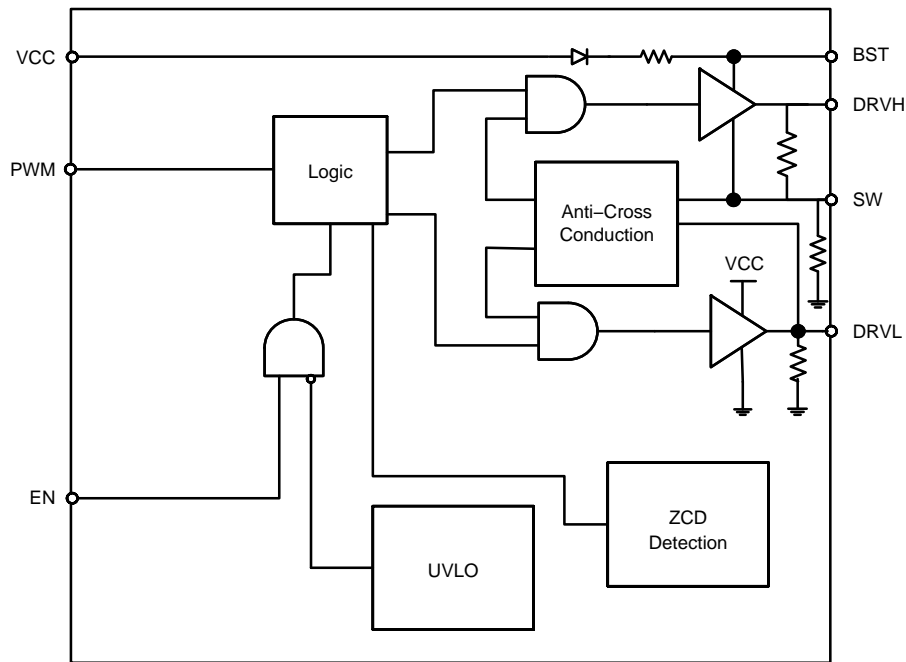 VCC
BST
DRVH
PWM
Logic
SW
Anti−Cross
Conduction
VCC
DRVL
EN
ZCD
Detection
UVLO